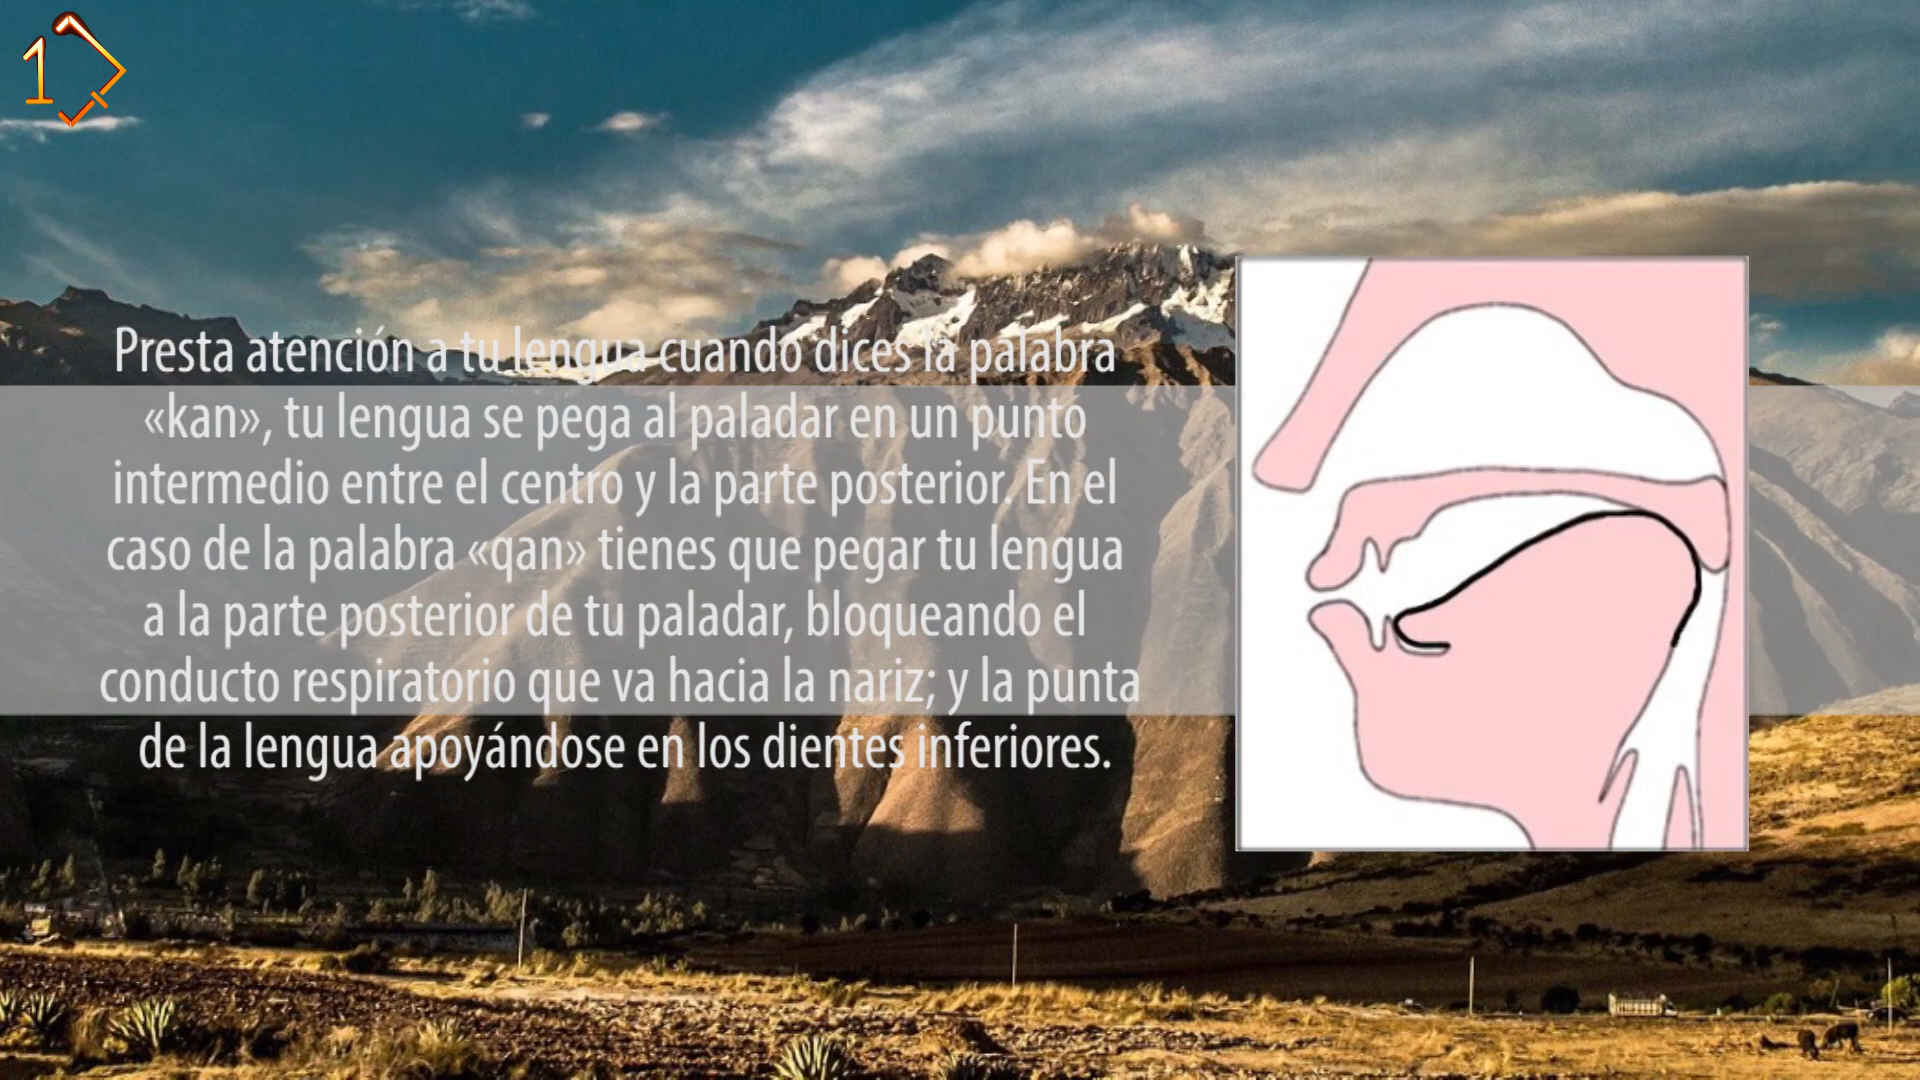 1Q
Presta atención a tu lengua cuando dices la palabra
«kan», tu lengua se pega al paladar en un punto
intermedio entre el centro y la parte posterior. En el
caso de la palabra «qan» tienes que pegar tu lengua
a la parte posterior de tu paladar, bloqueando el
conducto respiratorio que va hacia la nariz; y la punta
de la lengua apoyándose en los dientes inferiores.